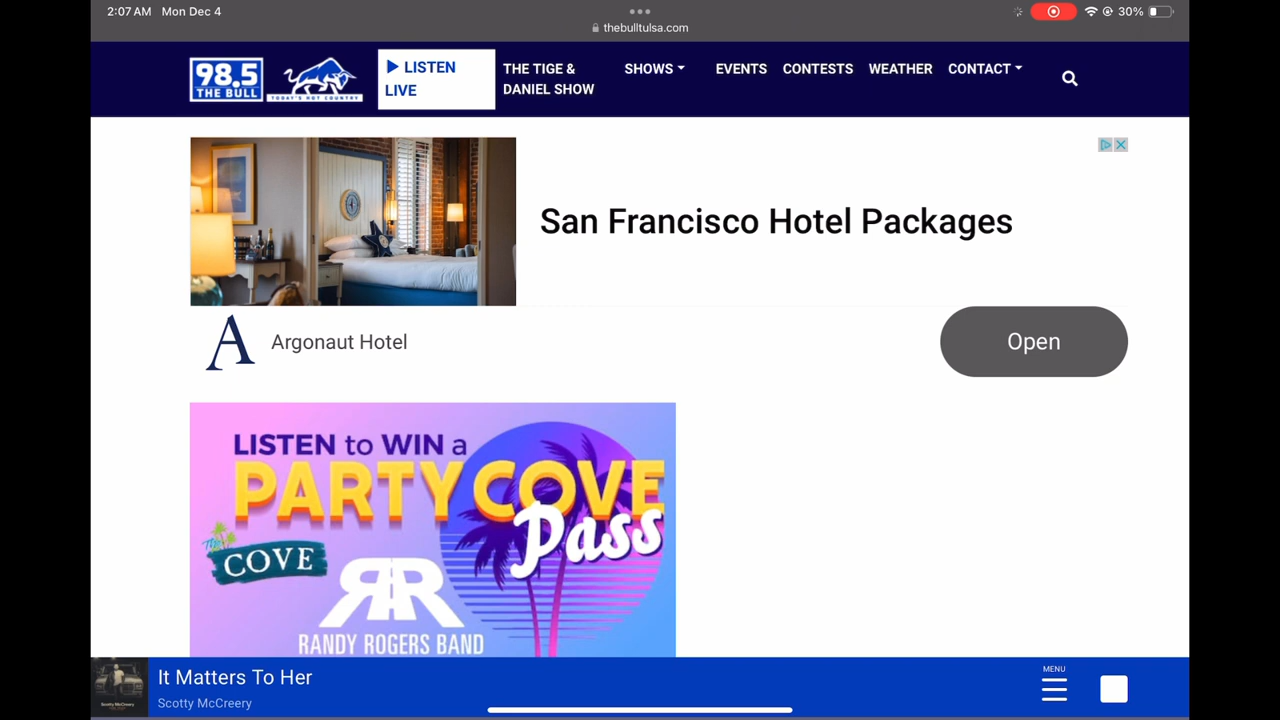 2:07 AM Mon Dec 4
30%
thebulltulsa.com
98.5
THE BULL
TODAY'S HOT COUNTRY
LISTEN
LIVE
THE TIGE &
DANIEL SHOW
SHOWS
EVENTS
CONTESTS
WEATHER
CONTACT
San Francisco Hotel Packages
A
Argonaut Hotel
Open
LISTEN to WIN a
PARTY COVE
Pass
The
COVE
RR
RANDY ROGERS BAND
It Matters To Her
Scotty McCreery
MENU